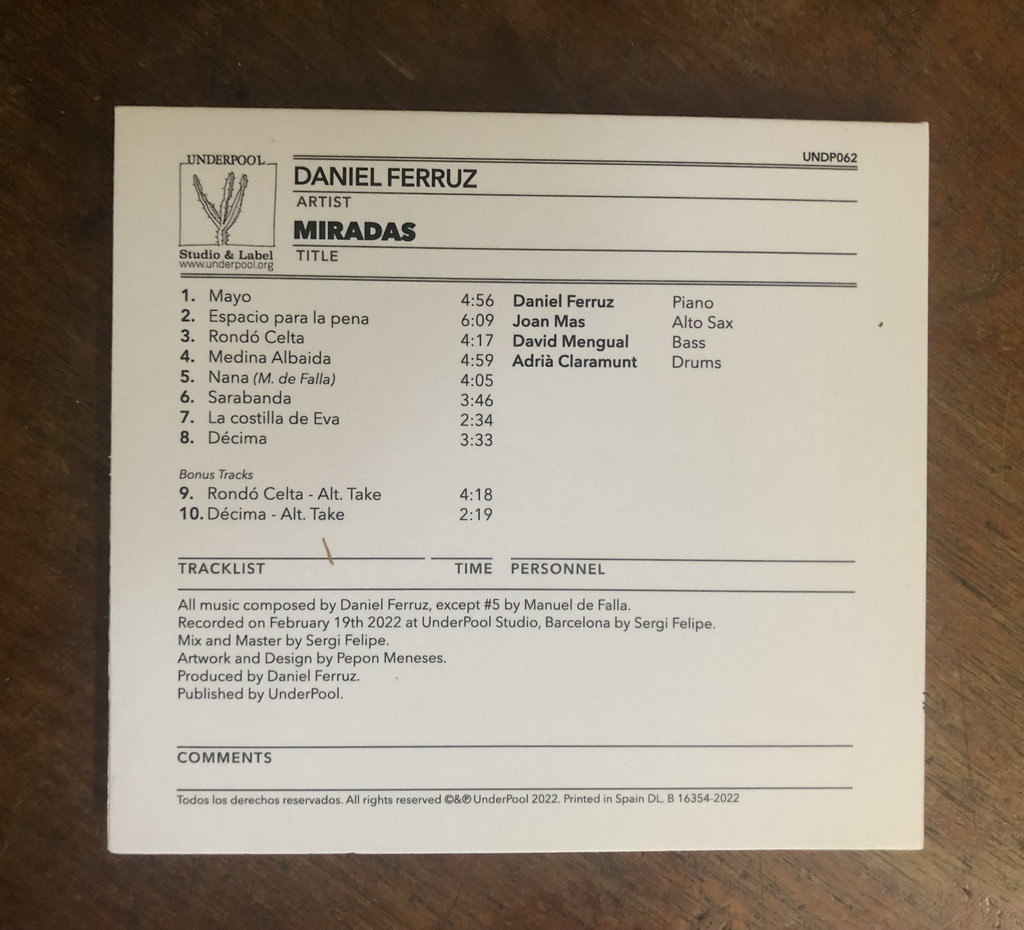 UNDERPOOL
Studio & Label
www.underpool.org
UNDP062
DANIEL FERRUZ
ARTIST
MIRADAS
TITLE
1. Mayo 4:56
2. Espacio para la pena 6:09
3. Rondó Celta 4:17
4. Medina Albaida 4:59
5. Nana (M. de Falla) 4:05
6. Sarabanda 3:46
7. La costilla de Eva 2:34
8. Décima 3:33
Bonus Tracks
9. Rondó Celta - Alt. Take 4:18
10. Décima - Alt. Take 2:19
TRACKLIST TIME
Daniel Ferruz Piano
Joan Mas Alto Sax
David Mengual Bass
Adrià Claramunt Drums
PERSONNEL
All music composed by Daniel Ferruz, except #5 by Manuel de Falla.
Recorded on February 19th 2022 at UnderPool Studio, Barcelona by Sergi Felipe.
Mix and Master by Sergi Felipe.
Artwork and Design by Pepon Meneses.
Produced by Daniel Ferruz.
Published by UnderPool.
COMMENTS
Todos los derechos reservados. All rights reserved ©&℗ UnderPool 2022. Printed in Spain DL. B 16354-2022